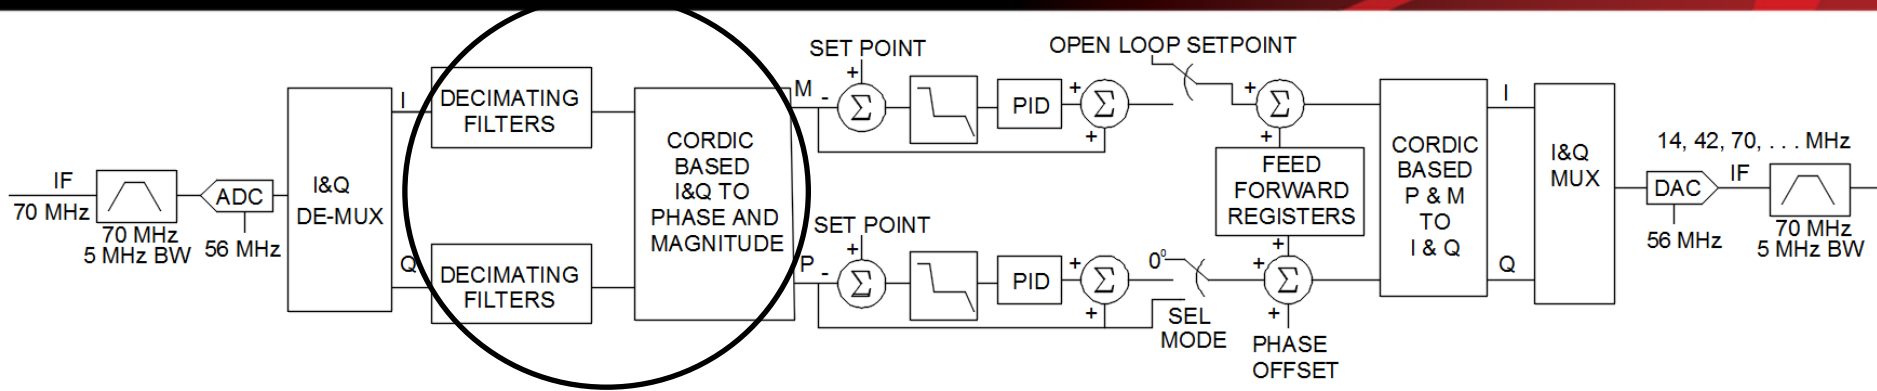 IF
70 MHz
70 MHz
5 MHz BW
ADC
56 MHz
I&Q
DE-MUX
I
Q
DECIMATING
FILTERS
DECIMATING
FILTERS
CORDIC
BASED
I&Q TO
PHASE AND
MAGNITUDE
M
P
SET POINT
+
-
Σ
PID
+
Σ
+
OPEN LOOP SETPOINT
+
Σ
+
FEED
FORWARD
REGISTERS
SET POINT
+
-
Σ
PID
+
Σ
+
0°
SEL
MODE
+
+
Σ
+
PHASE
OFFSET
CORDIC
BASED
P & M
TO
I & Q
I
Q
I&Q
MUX
14, 42, 70, . . . MHz
DAC
IF
56 MHz
70 MHz
5 MHz BW